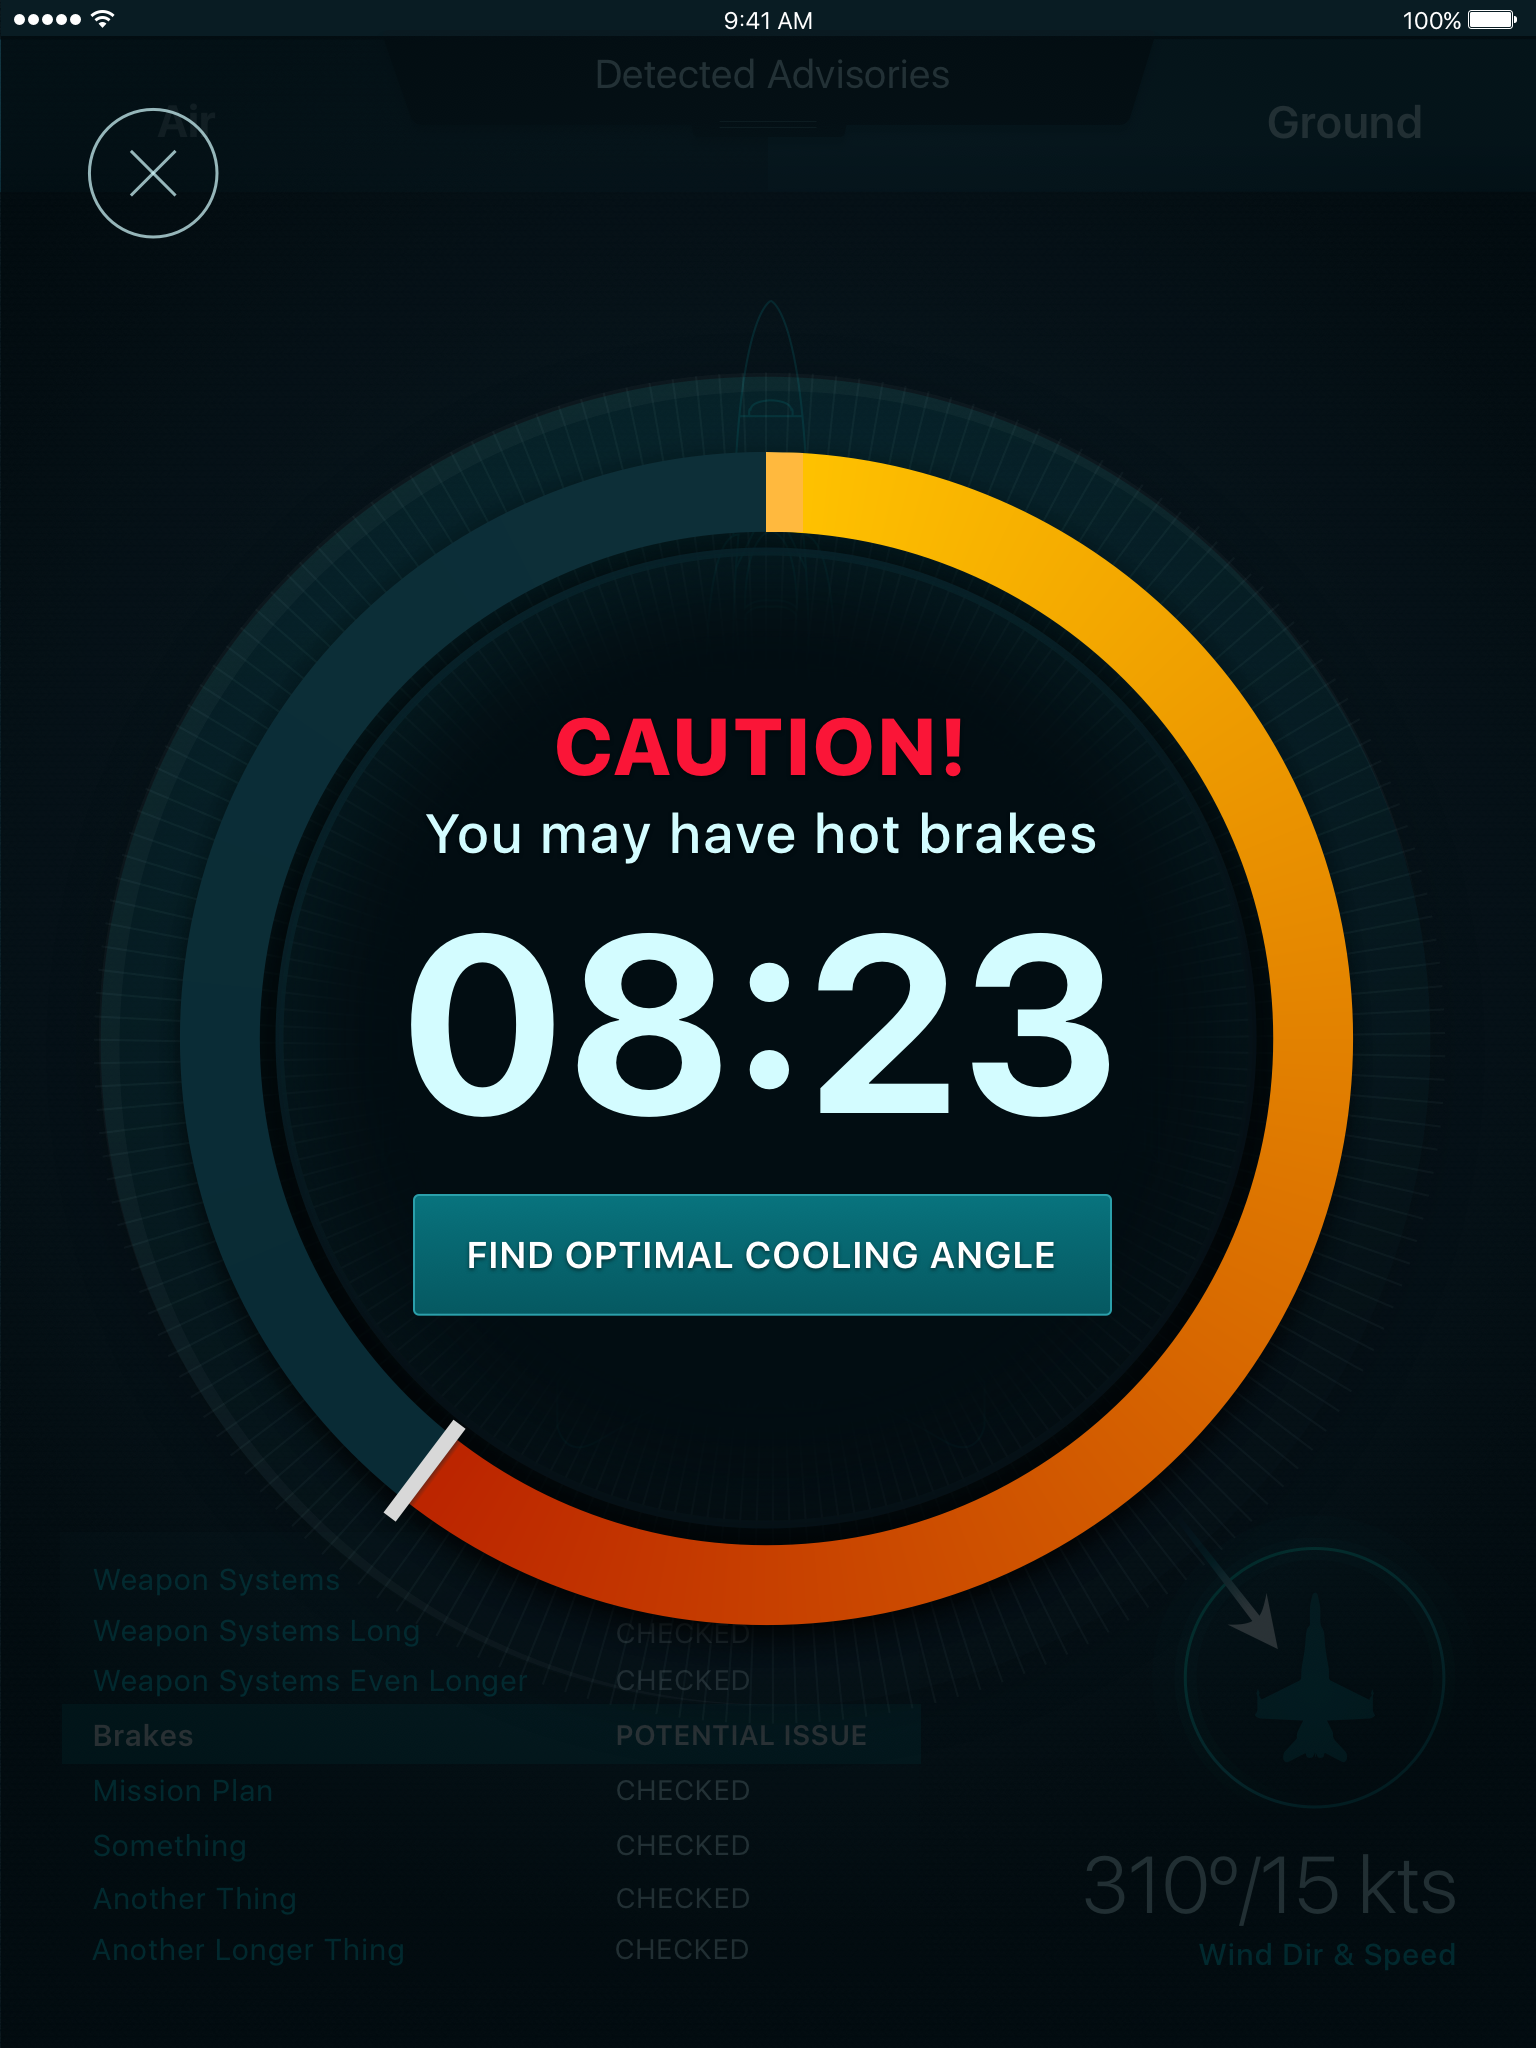 9:41 AM
100%
Detected Advisories
Air
Ground
CAUTION!
You may have hot brakes
08:23
FIND OPTIMAL COOLING ANGLE
Weapon Systems
Weapon Systems Long CHECKED
Weapon Systems Even Longer CHECKED
Brakes POTENTIAL ISSUE
Mission Plan CHECKED
Something CHECKED
Another Thing CHECKED
Another Longer Thing CHECKED
310º/15 kts
Wind Dir & Speed